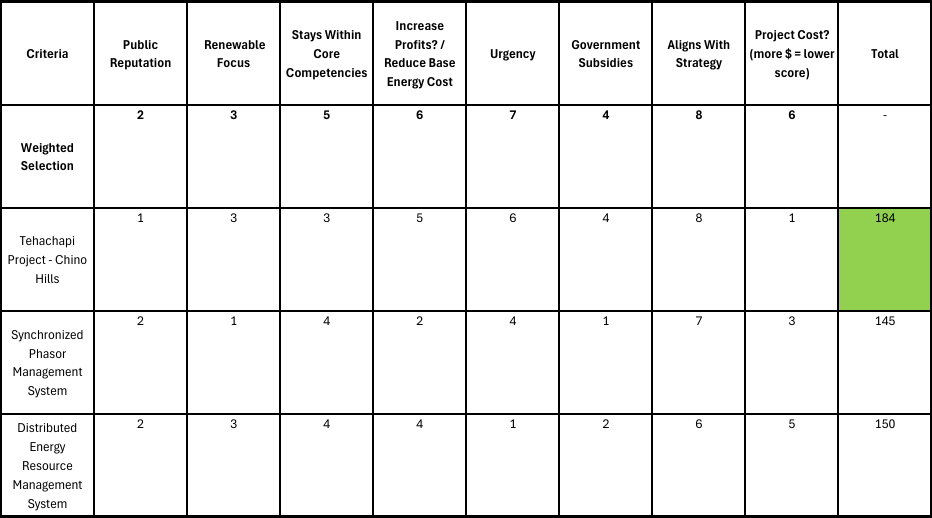 Criteria
Public
Reputation
Renewable
Focus
Stays Within
Core
Competencies
Increase
Profits? /
Reduce Base
Energy Cost
Urgency
Government
Subsidies
Aligns With
Strategy
Project Cost?
(more $ = lower
score)
Total
Weighted
Selection
2
3
5
6
7
4
8
6
-
Tehachapi
Project - Chino
Hills
1
3
3
5
6
4
8
1
184
Synchronized
Phasor
Management
System
2
1
4
2
4
1
7
3
145
Distributed
Energy
Resource
Management
System
2
3
4
4
1
2
6
5
150